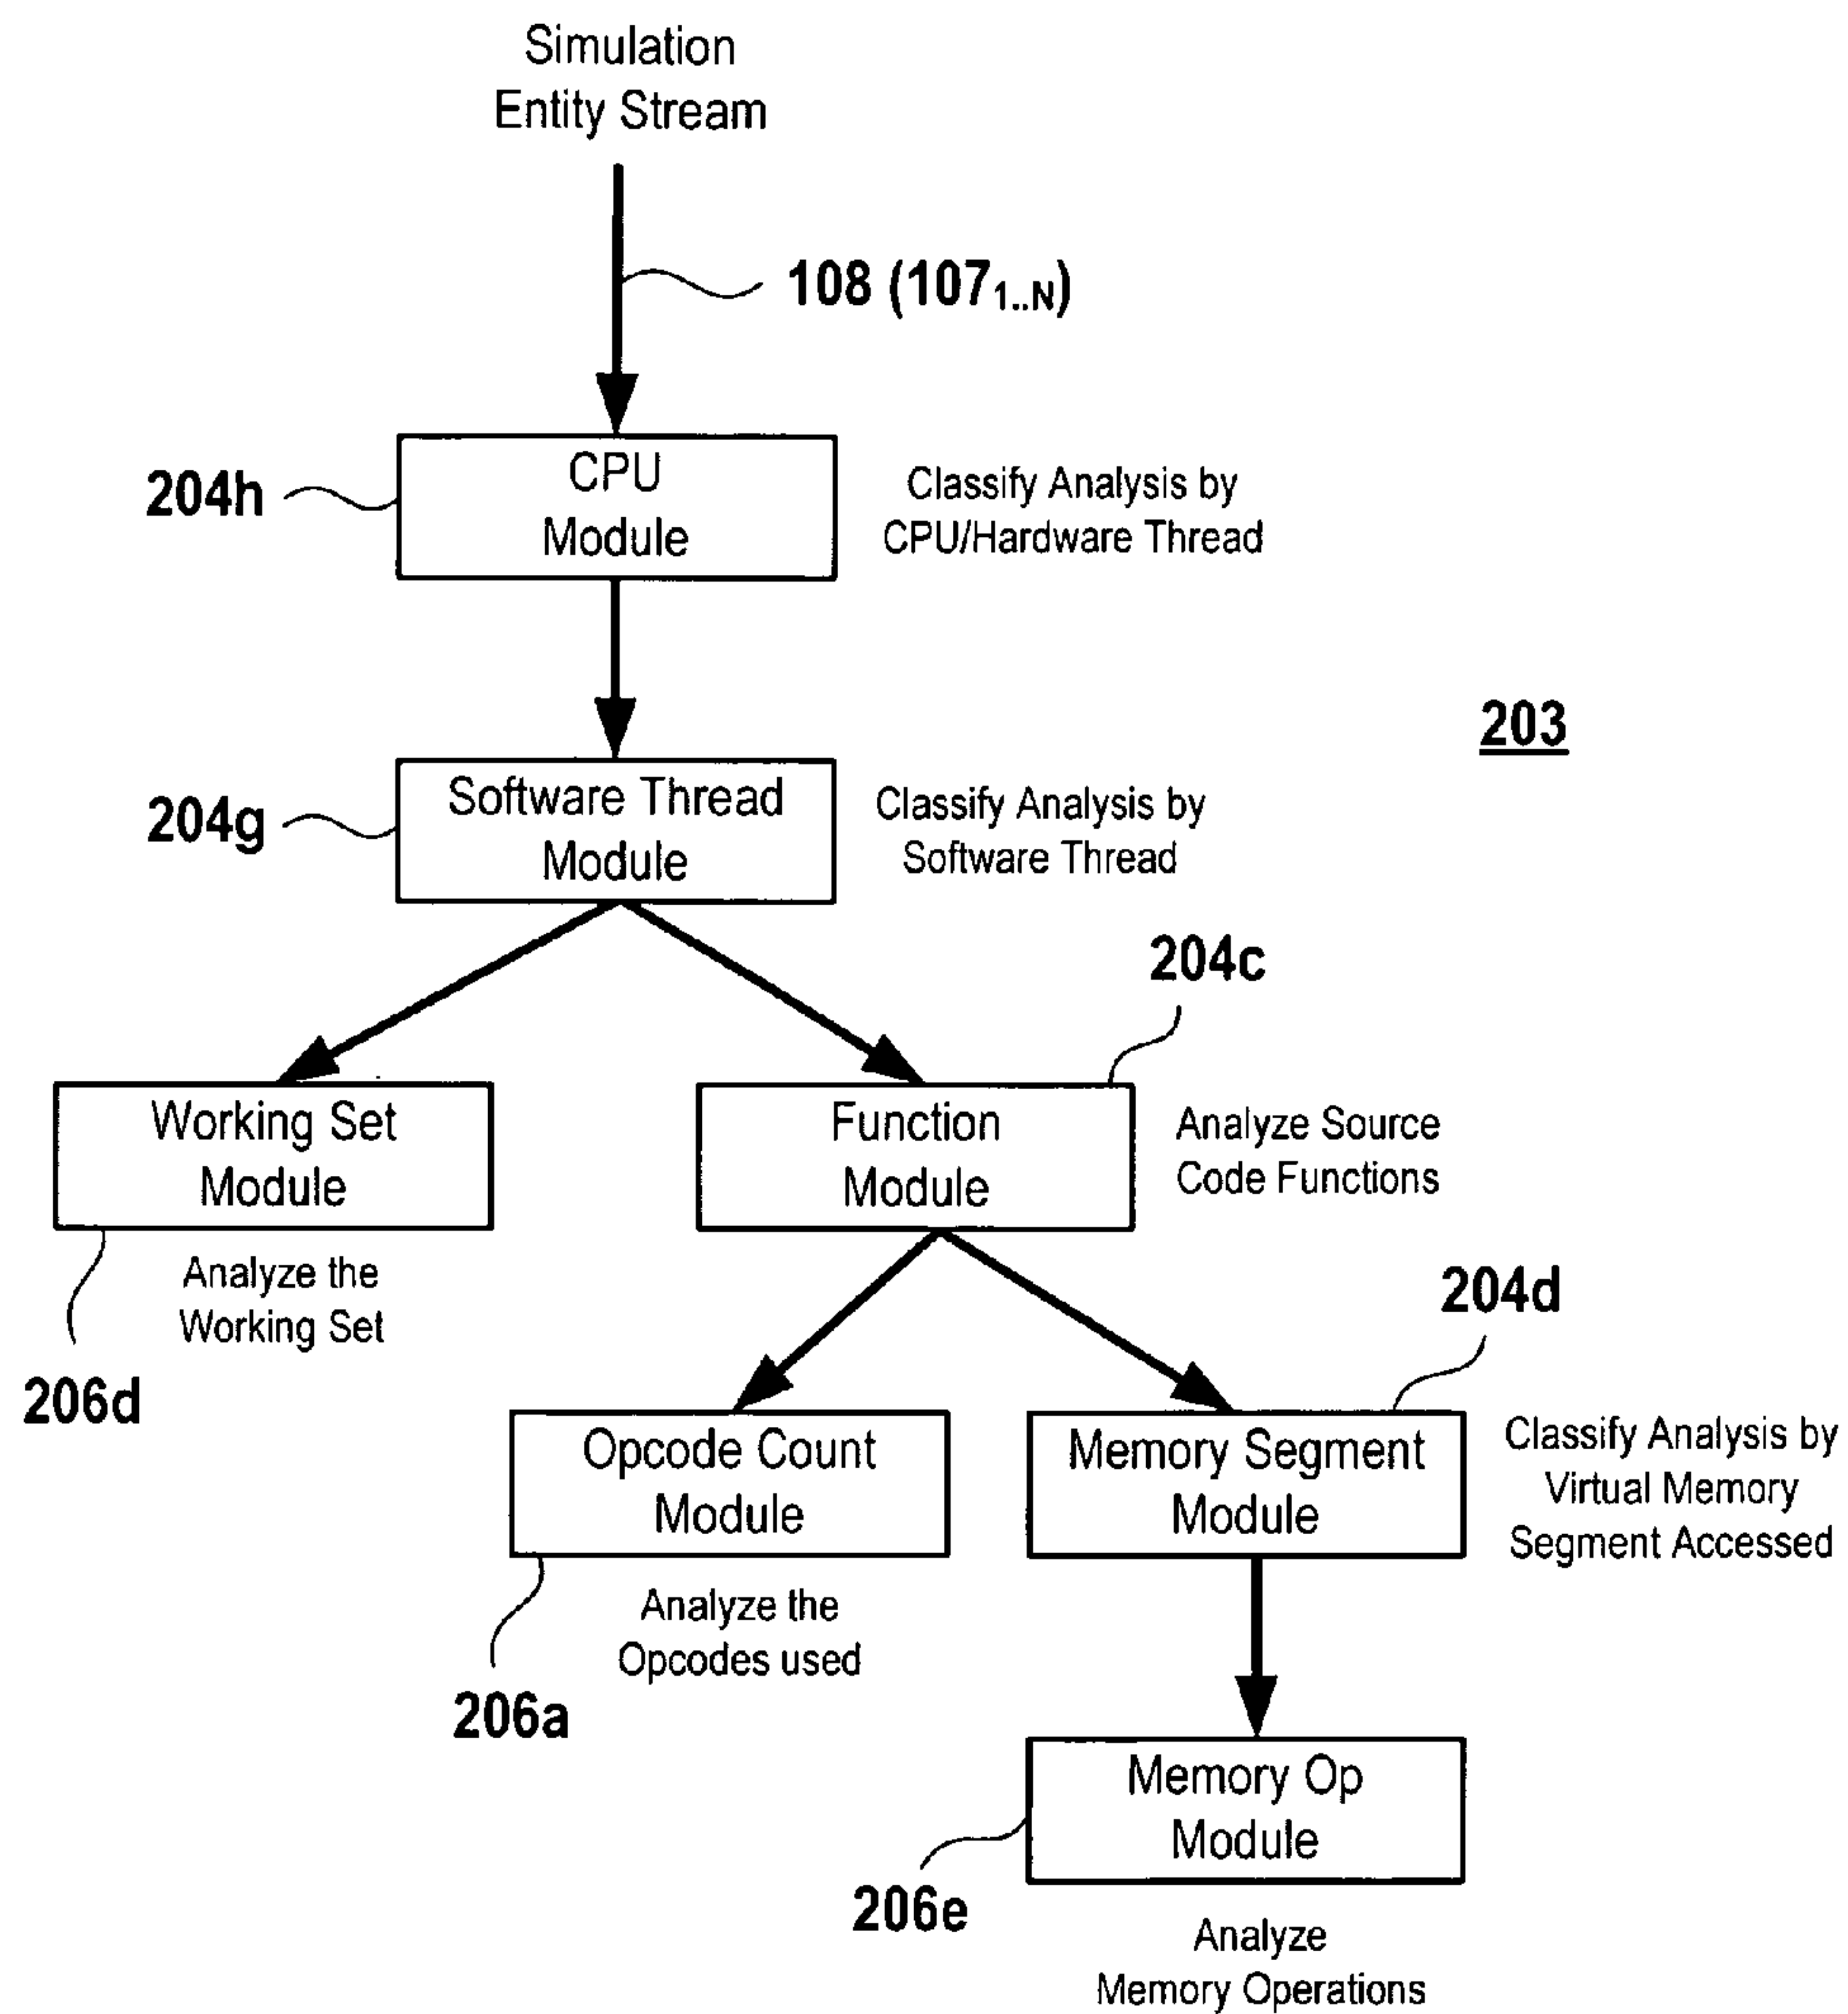 Simulation
Entity Stream
108 (107₁..N)
204h
CPU
Module
Classify Analysis by
CPU/Hardware Thread
203
204g
Software Thread
Module
Classify Analysis by
Software Thread
204c
Working Set
Module
Function
Module
Analyze Source
Code Functions
Analyze the
Working Set
206d
204d
Opcode Count
Module
Memory Segment
Module
Classify Analysis by
Virtual Memory
Segment Accessed
Analyze the
Opcodes used
206a
Memory Op
Module
206e
Analyze
Memory Operations